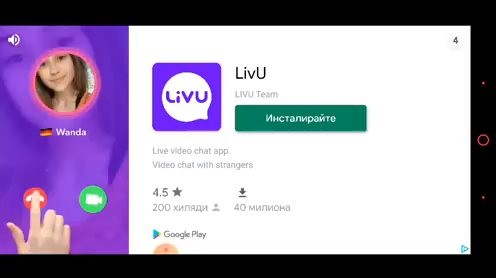 4
LivU
LIVU
LIVU Team
Инсталирайте
Wanda
Live video chat app.
Video chat with strangers
4.5
200 хиляди
40 милиона
Google Play